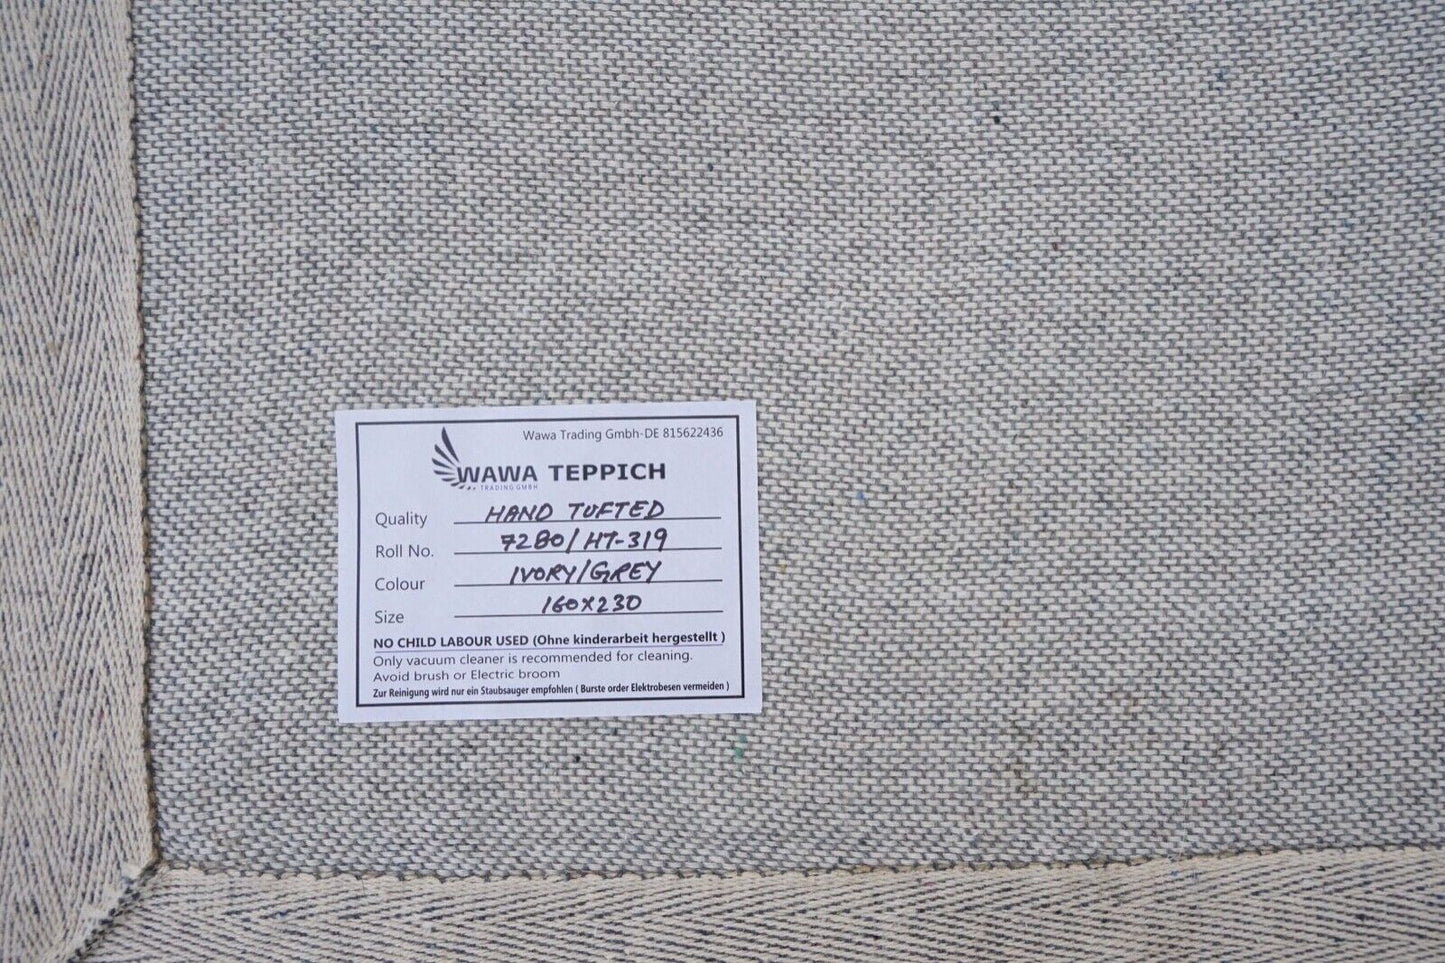 Wawa Trading Gmbh-DE 815622436
WAWA TEPPICH
TRADING GMBH
Quality HAND TUFTED
Roll No. 7280/HT-319
Colour IVORY/GREY
Size 160X230
NO CHILD LABOUR USED (Ohne kinderarbeit hergestellt )
Only vacuum cleaner is recommended for cleaning.
Avoid brush or Electric broom
Zur Reinigung wird nur ein Staubsauger empfohlen ( Burste order Elektrobesen vermeiden )